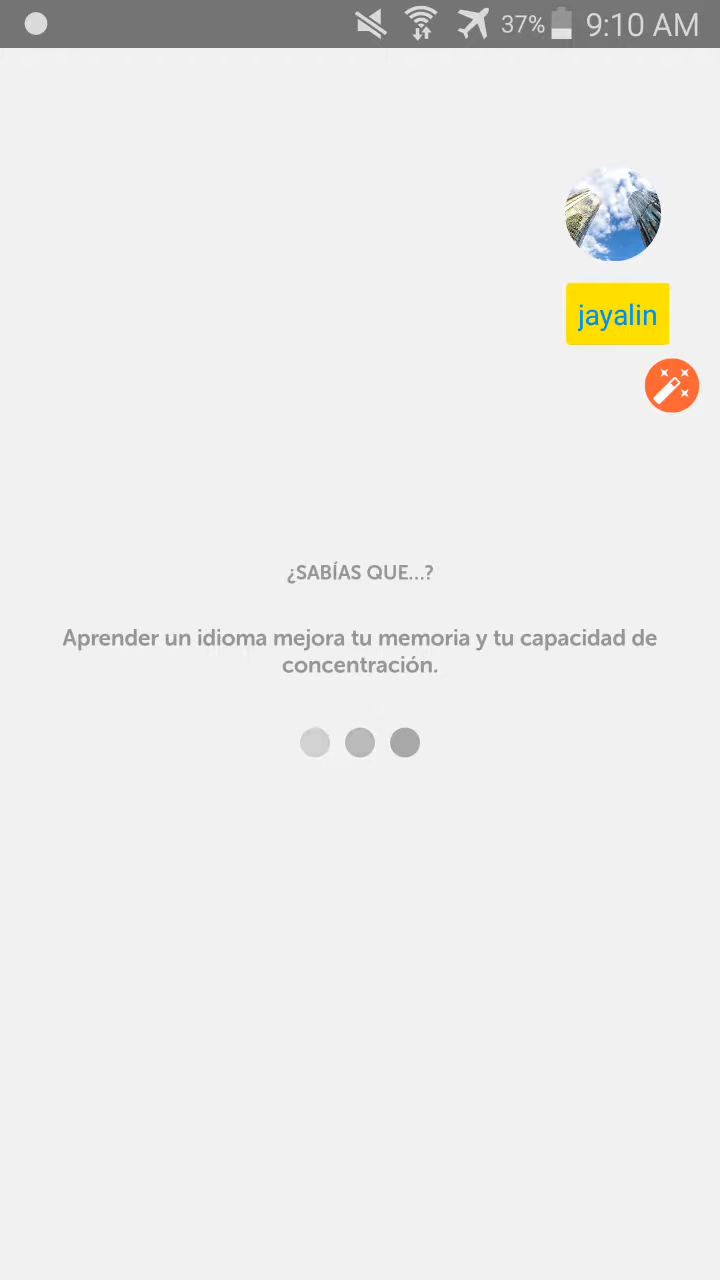 37% 9:10 AM
jayalin
¿SABÍAS QUE...?
Aprender un idioma mejora tu memoria y tu capacidad de
concentración.